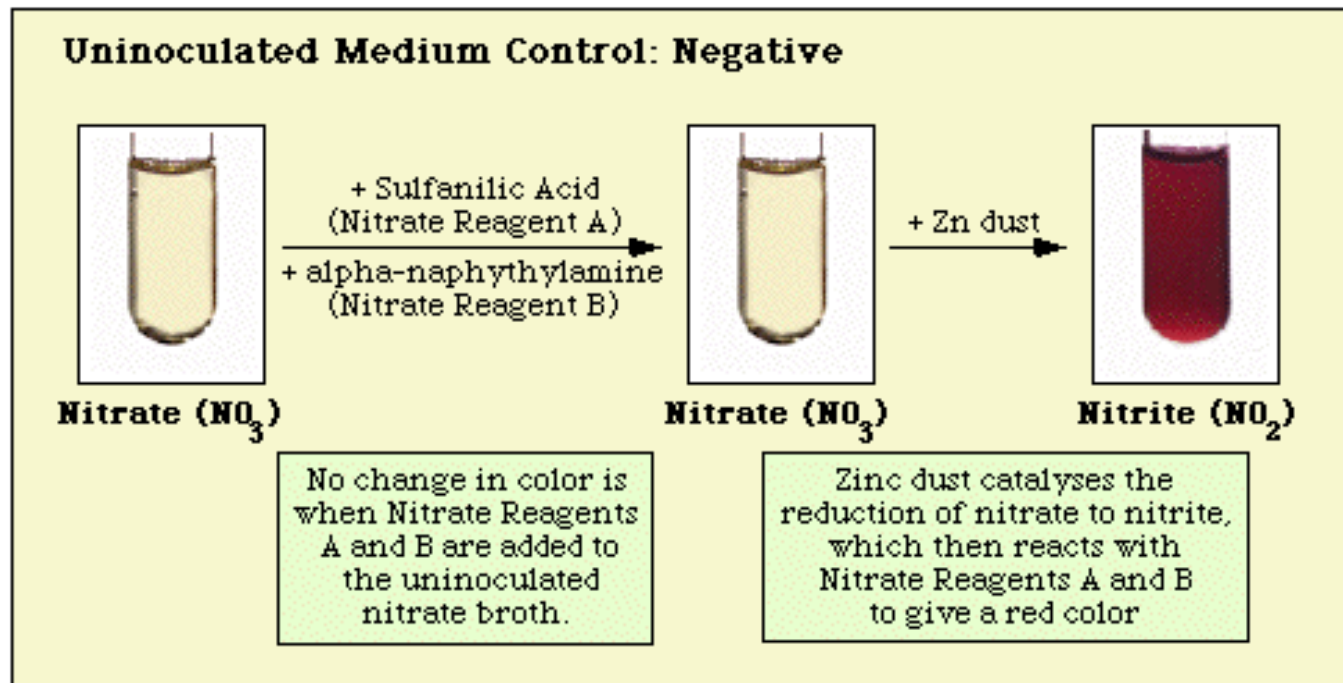 Uninoculated Medium Control: Negative
+ Sulfanilic Acid
(Nitrate Reagent A)
+ alpha-naphythylamine
(Nitrate Reagent B)
+ Zn dust
Nitrate (NO3)
Nitrate (NO3)
Nitrite (NO2)
No change in color is
when Nitrate Reagents
A and B are added to
the uninoculated
nitrate broth.
Zinc dust catalyses the
reduction of nitrate to nitrite,
which then reacts with
Nitrate Reagents A and B
to give a red color